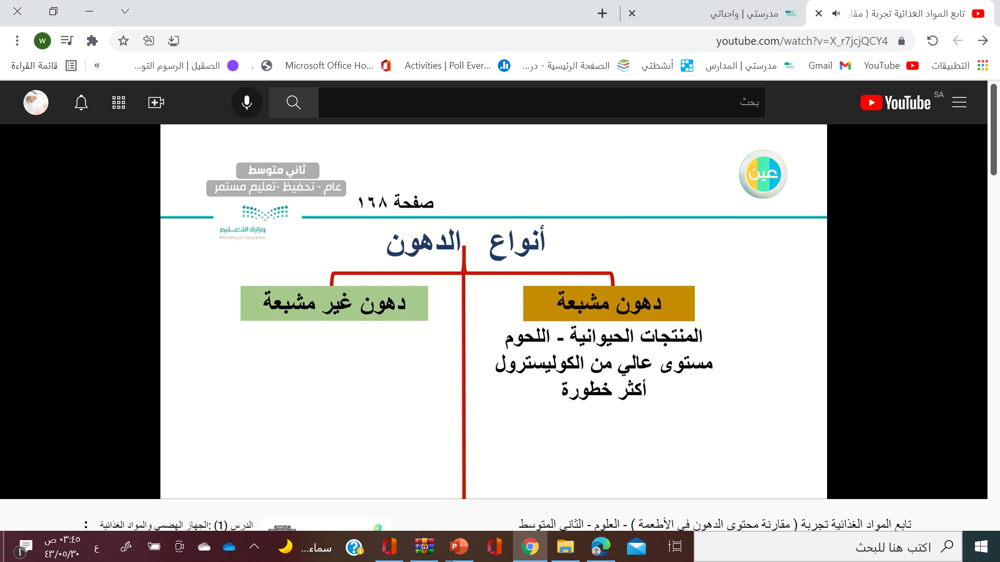 تابع المواد الغذائية تجربة ( مقار
مدرستي | واجباتي
youtube.com/watch?v=X_r7jcjQCY4
W
التطبيقات
YouTube
Gmail
مدرستي | المدارس
أنشطتي
الصفحة الرئيسية - در...
Activities | Poll Ever...
Microsoft Office Ho...
.
الصقيل | الرسوم التو...
«
قائمة القراءة
YouTube SA
بحث
عين
ثاني متوسط
عام - تحفيظ -تعليم مستمر
صفحة ١٦٨
وزارة التعـــليم
Ministry of Education
أنواع الدهون
دهون مشبعة
دهون غير مشبعة
المنتجات الحيوانية - اللحوم
مستوى عالي من الكوليسترول
أكثر خطورة
تابع المواد الغذائية تجربة ( مقارنة محتوى الدهون في الأطعمة ) - العلوم - الثاني المتوسط
الدرس (1) :الجهاز الهضمي والمواد الغذائية
اكتب هنا للبحث
سماء...
ع
٠٣:٤٥ ص
٤٣/٠٥/٣٠
١